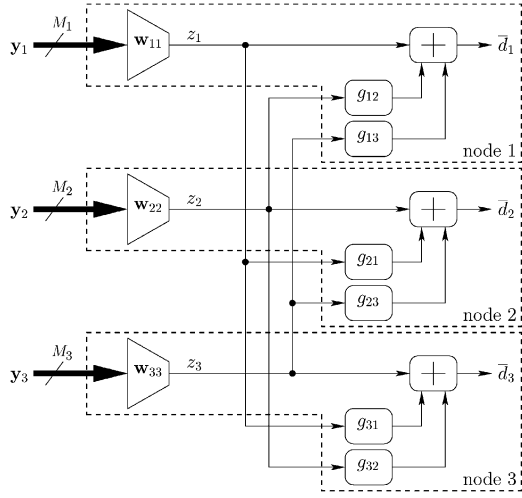 M₁
𝐲₁ 𝐰₁₁ z₁ + d̄₁
g₁₂
g₁₃
node 1
M₂
𝐲₂ 𝐰₂₂ z₂ + d̄₂
g₂₁
g₂₃
node 2
M₃
𝐲₃ 𝐰₃₃ z₃ + d̄₃
g₃₁
g₃₂
node 3